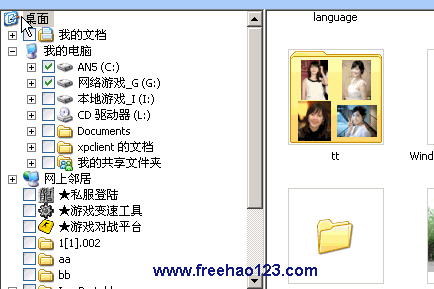 桌面
我的文档
我的电脑
AN5 (C:)
网络游戏_G (G:)
本地游戏_I (I:)
CD 驱动器 (L:)
Documents
xpclient 的文档
我的共享文件夹
网上邻居
★私服登陆
★游戏变速工具
★游戏对战平台
1[1].002
aa
bb
language
tt
Wind
www.freehao123.com